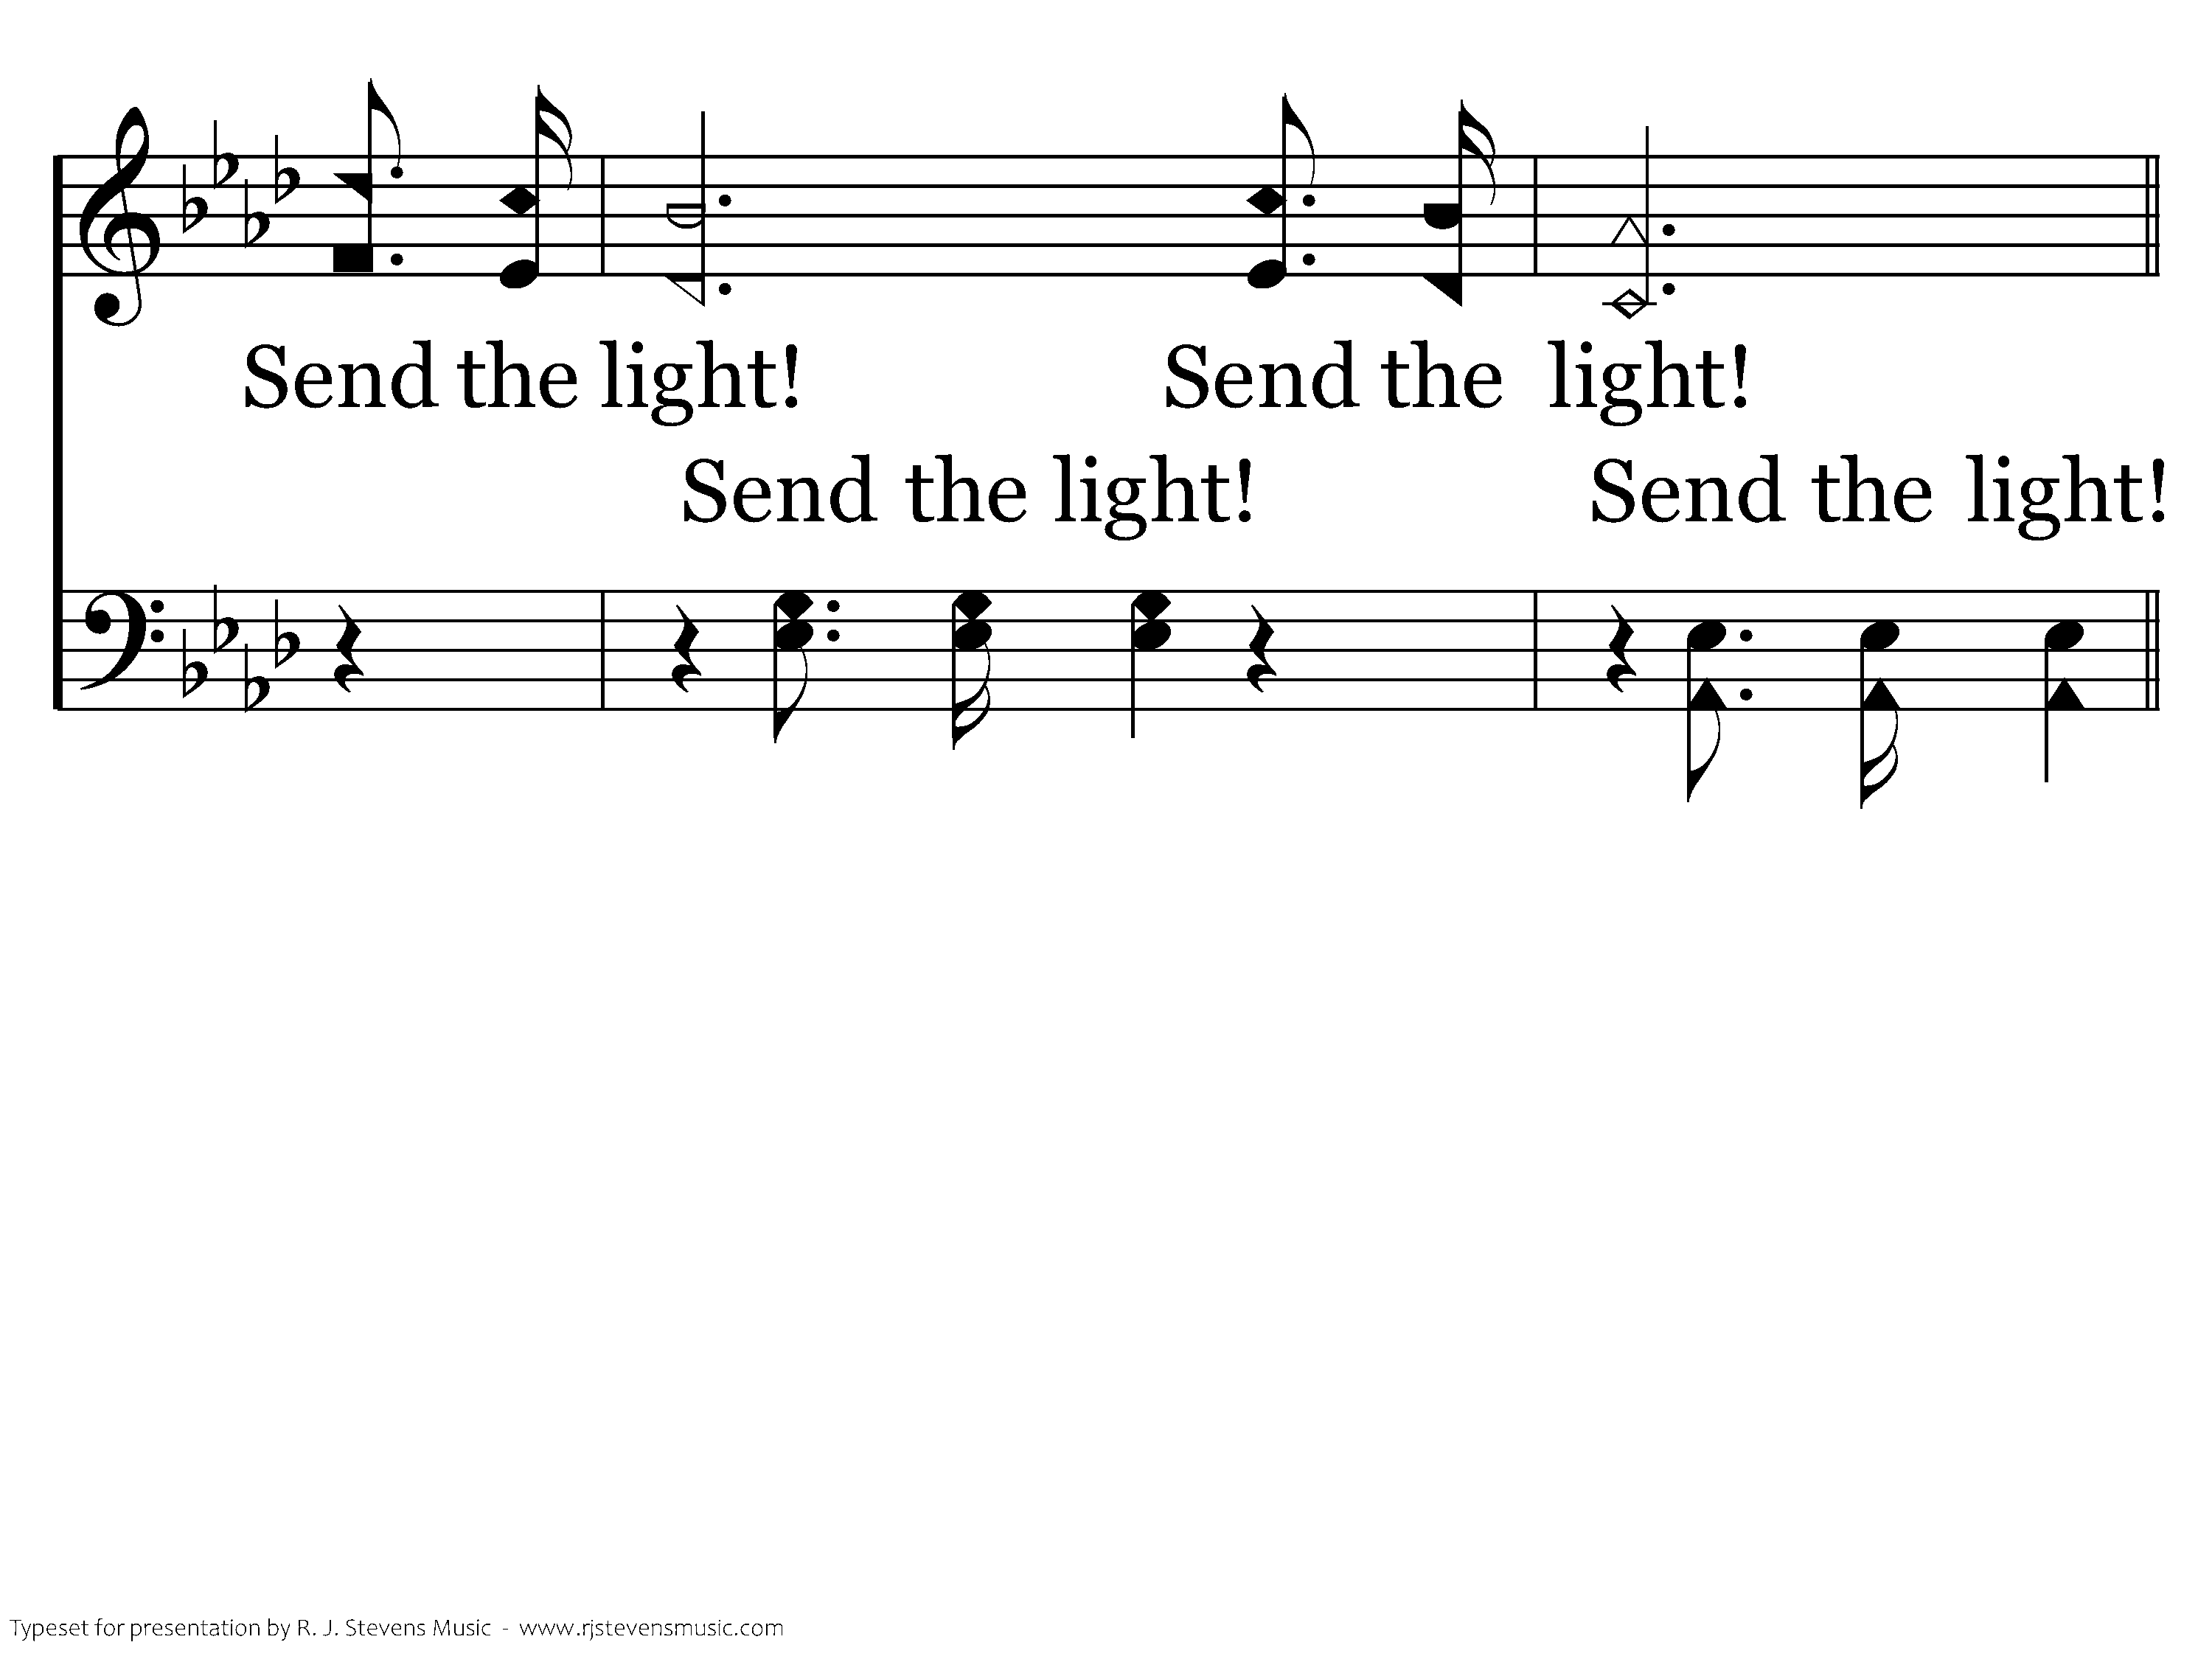 Send the light! Send the light!
Send the light! Send the light!
Typeset for presentation by R. J. Stevens Music - www.rjstevensmusic.com